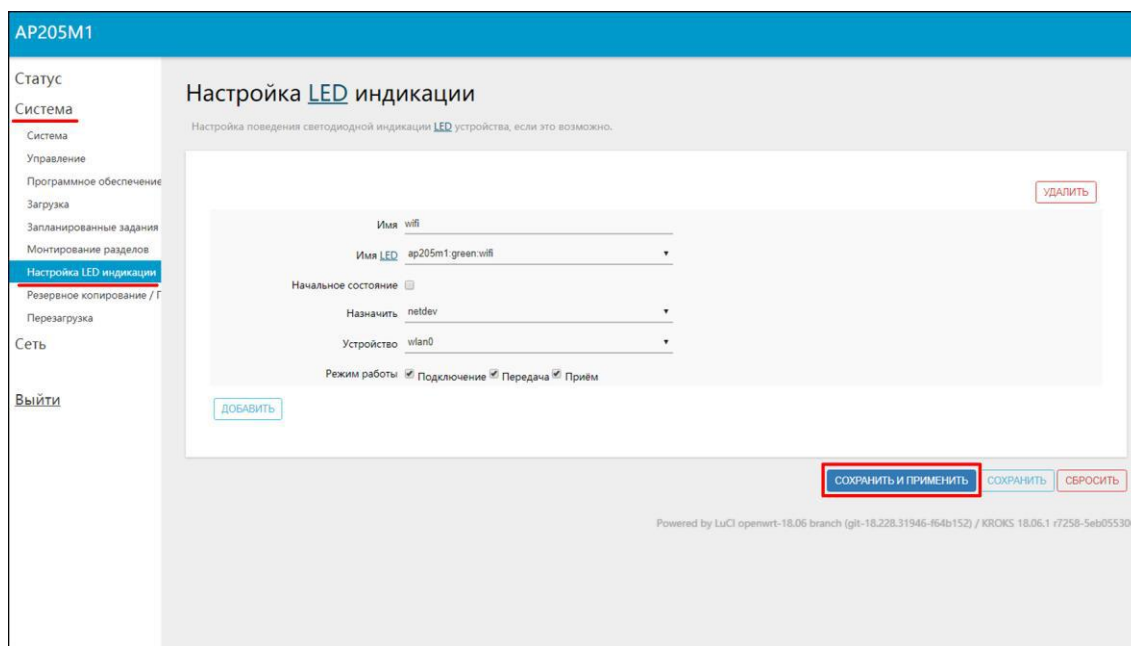 AP205M1
Статус
Система
Система
Управление
Программное обеспечение
Загрузка
Запланированные задания
Монтирование разделов
Настройка LED индикации
Резервное копирование / П
Перезагрузка
Сеть
Выйти
Настройка LED индикации
Настройка поведения светодиодной индикации LED устройства, если это возможно.
УДАЛИТЬ
Имя wifi
Имя LED ap205m1:green:wifi
Начальное состояние
Назначить netdev
Устройство wlan0
Режим работы Подключение Передача Приём
ДОБАВИТЬ
СОХРАНИТЬ И ПРИМЕНИТЬ СОХРАНИТЬ СБРОСИТЬ
Powered by LuCI openwrt-18.06 branch (git-18.228.31946-f64b152) / KROKS 18.06.1 r7258-5eb05530